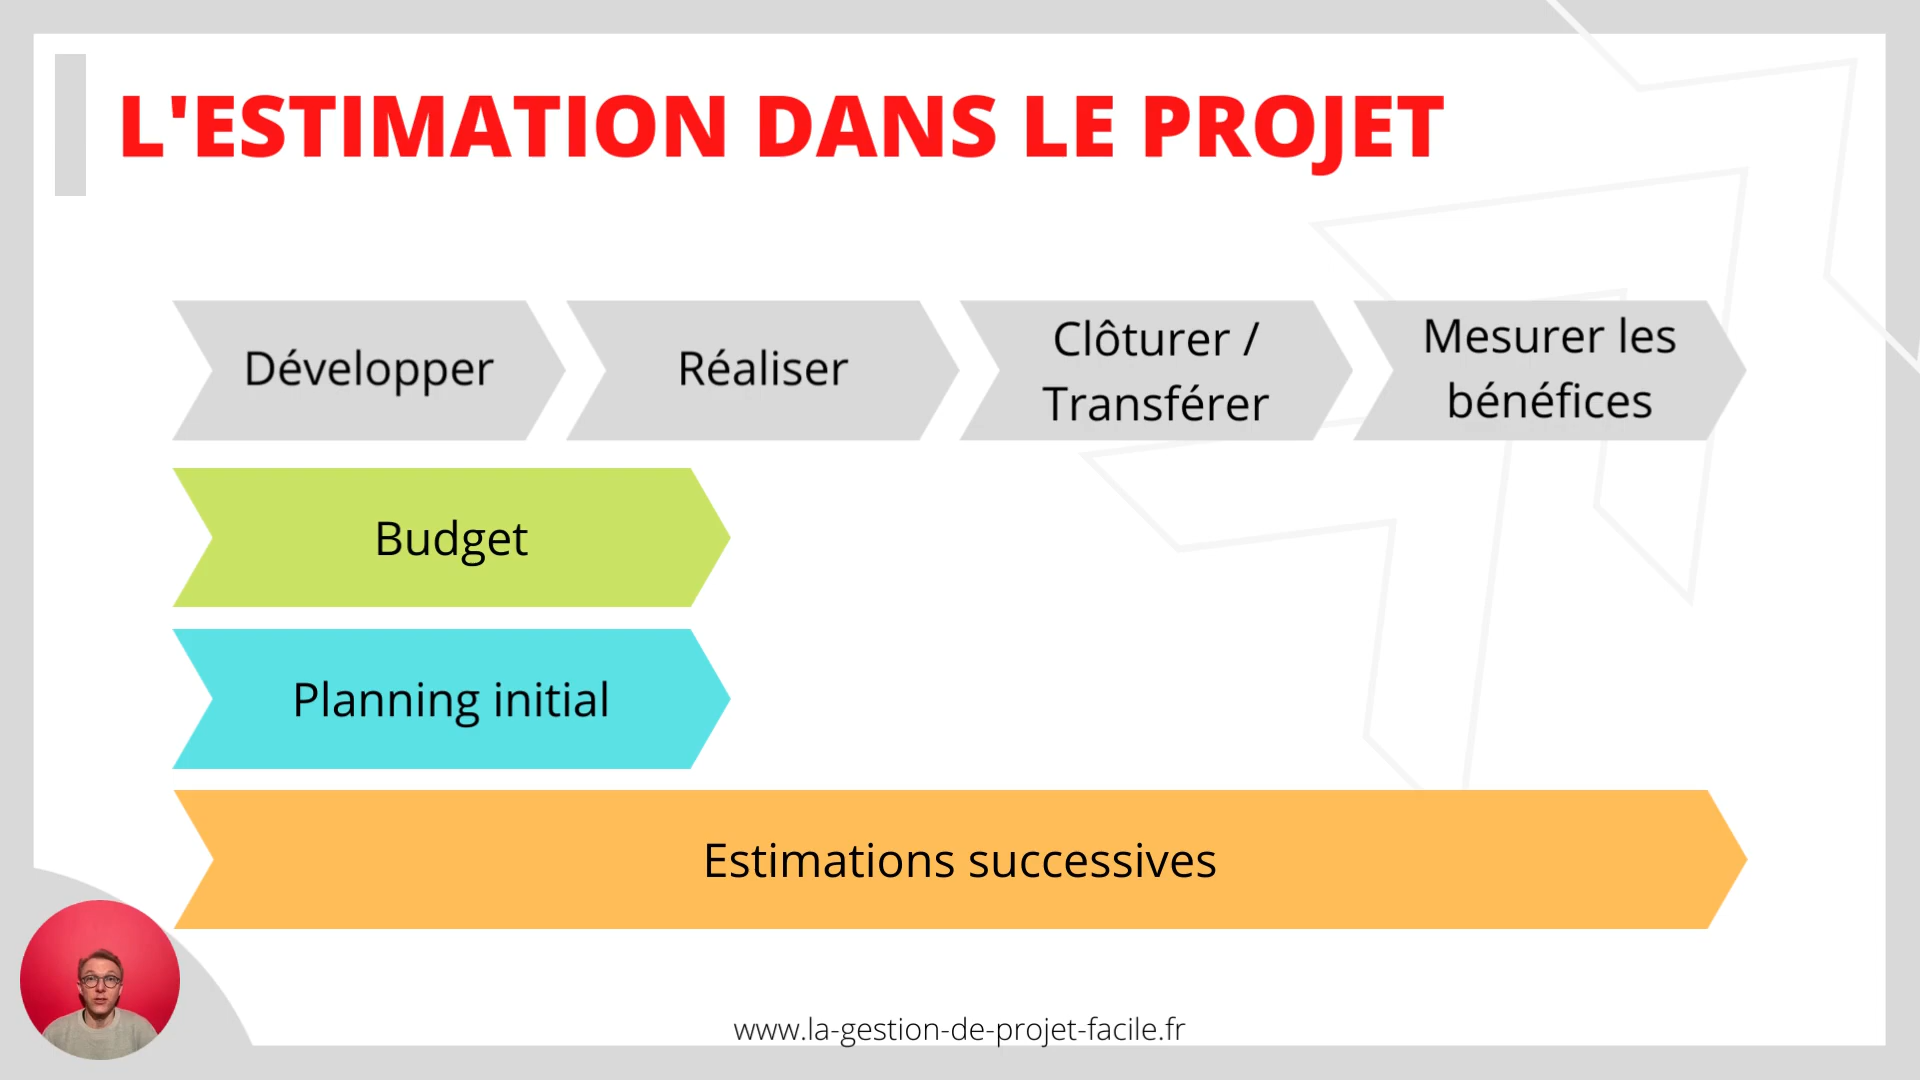 L'ESTIMATION DANS LE PROJET
Développer
Réaliser
Clôturer /
Transférer
Mesurer les
bénéfices
Budget
Planning initial
Estimations successives
www.la-gestion-de-projet-facile.fr